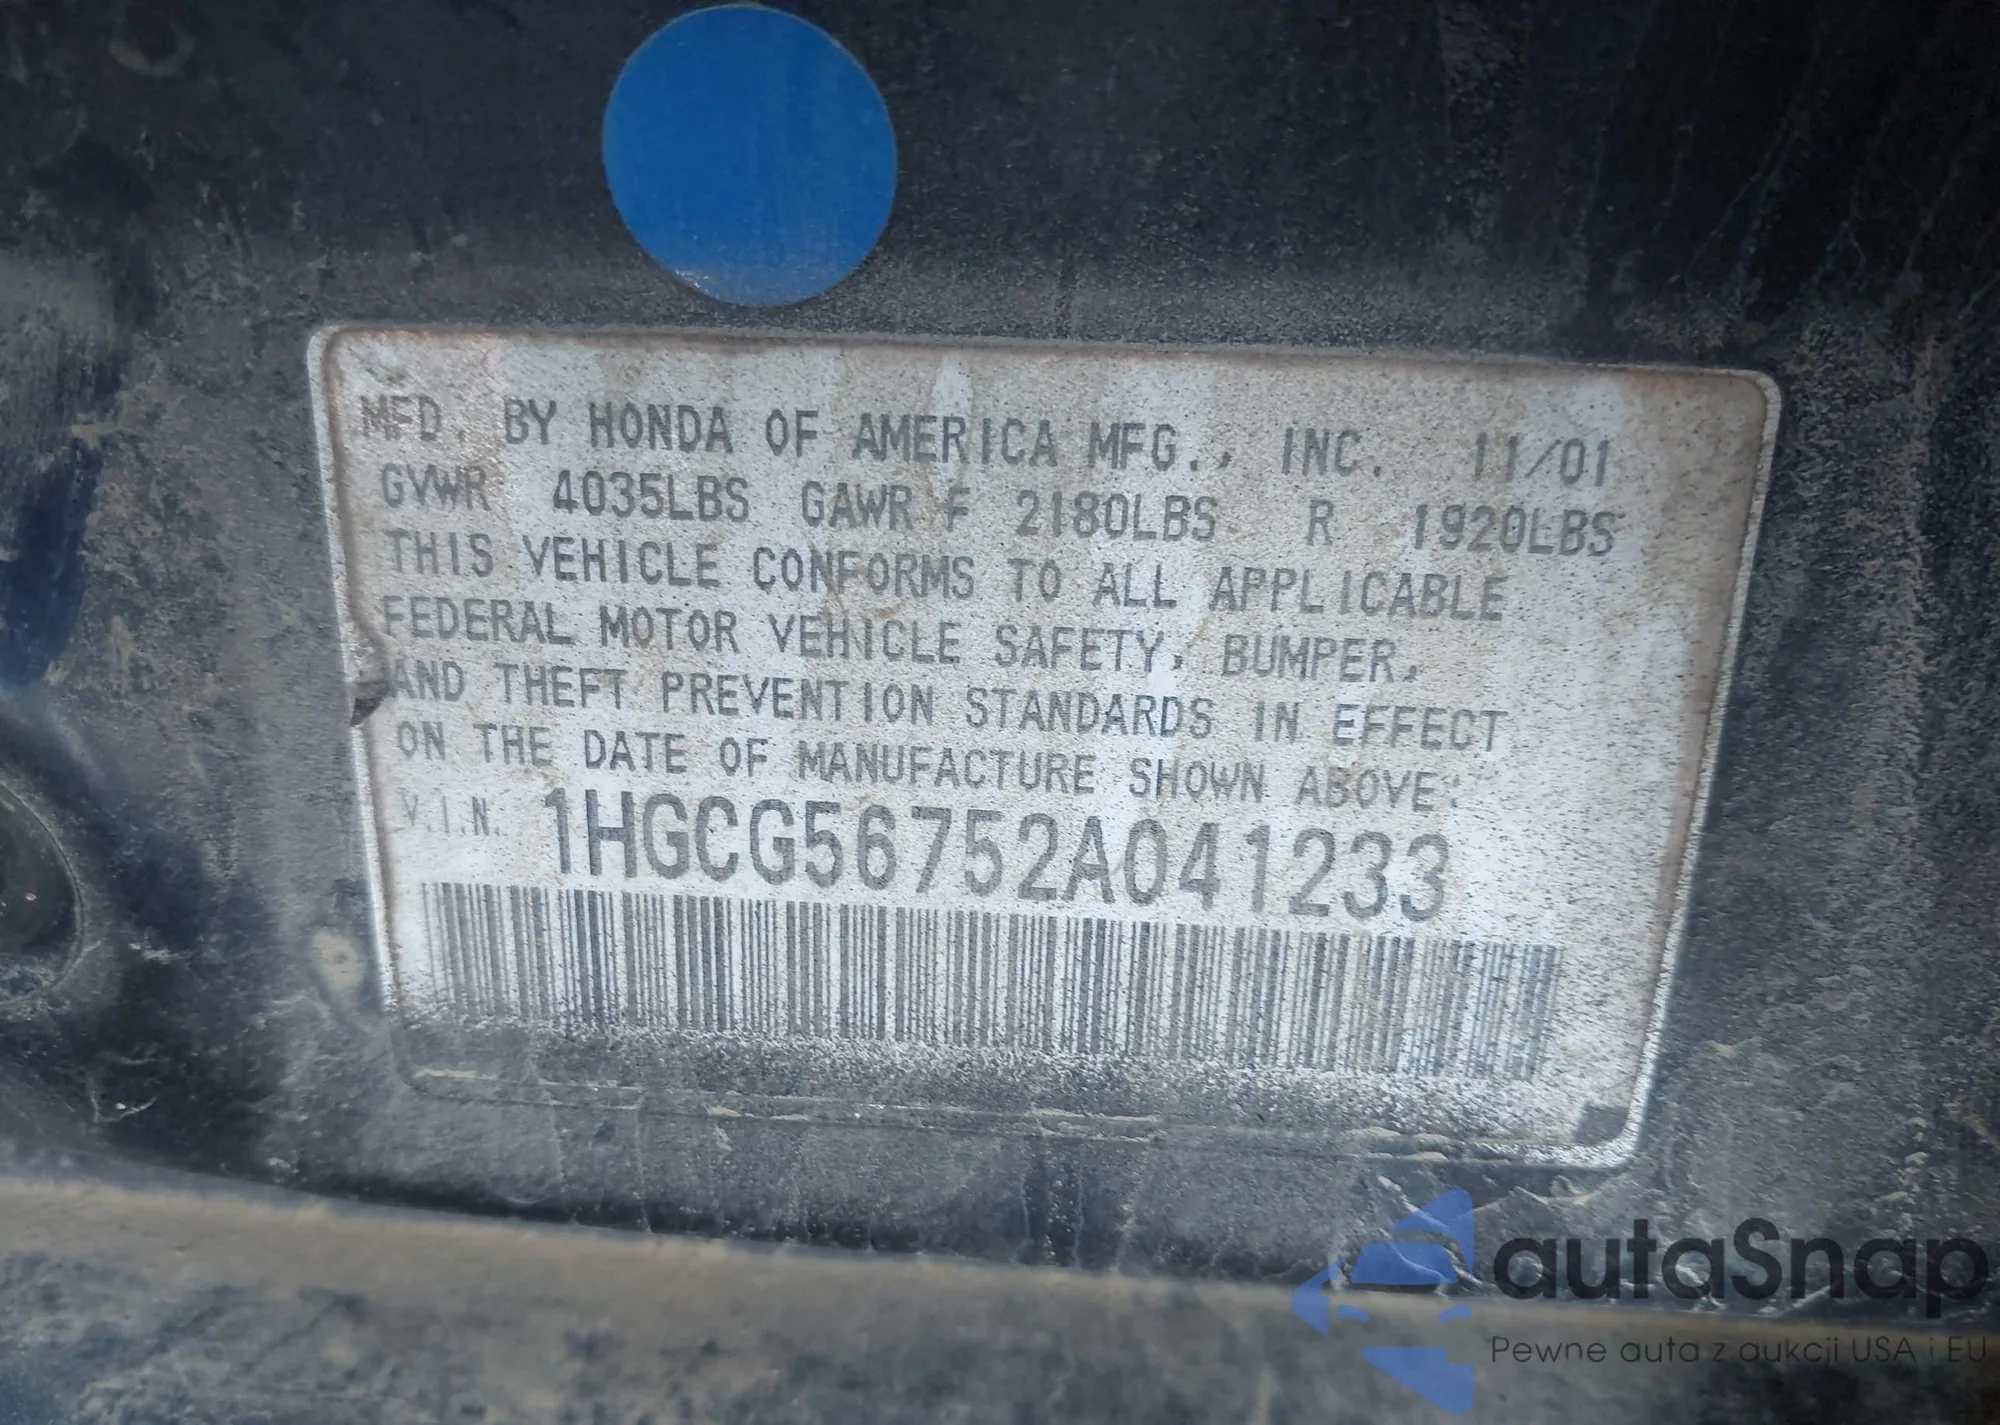 MFD. BY HONDA OF AMERICA MFG., INC. 11/01
GVWR 4035LBS GAWR F 2180LBS R 1920LBS
THIS VEHICLE CONFORMS TO ALL APPLICABLE
FEDERAL MOTOR VEHICLE SAFETY, BUMPER,
AND THEFT PREVENTION STANDARDS IN EFFECT
ON THE DATE OF MANUFACTURE SHOWN ABOVE:
V.I.N. 1HGCG56752A041233
autaSnap
Pewne auta z aukcji USA i EU